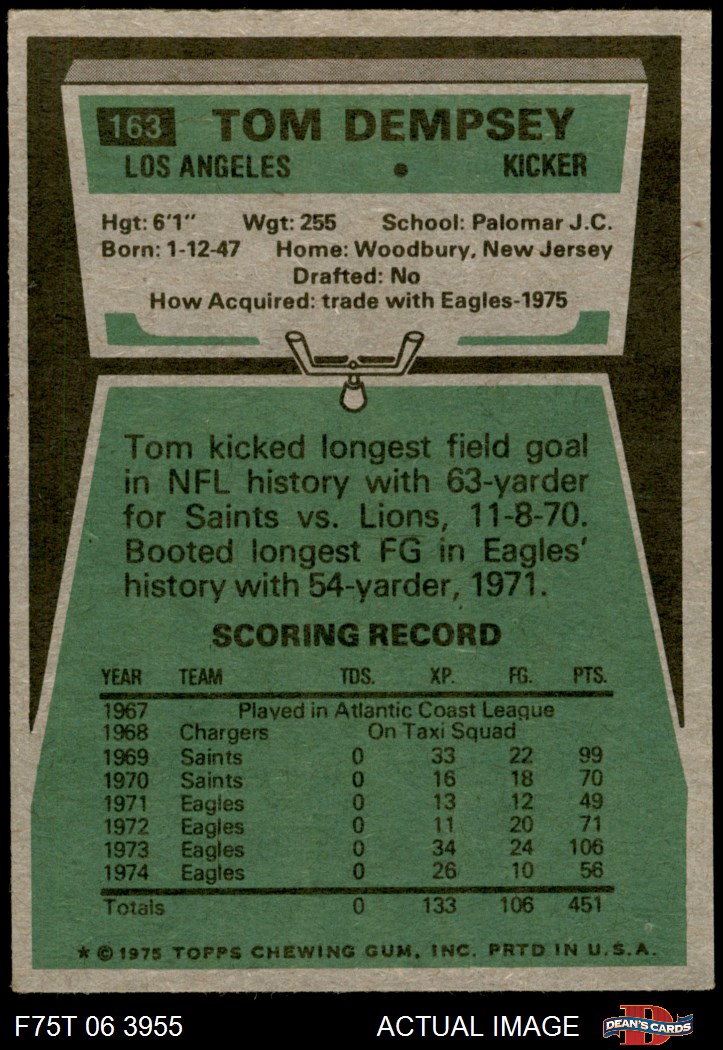 163 TOM DEMPSEY
LOS ANGELES • KICKER
Hgt: 6'1" Wgt: 255 School: Palomar J.C.
Born: 1-12-47 Home: Woodbury, New Jersey
Drafted: No
How Acquired: trade with Eagles-1975
Tom kicked longest field goal
in NFL history with 63-yarder
for Saints vs. Lions, 11-8-70.
Booted longest FG in Eagles'
history with 54-yarder, 1971.
SCORING RECORD
YEAR TEAM TDS. XP. FG. PTS.
1967 Played in Atlantic Coast League
1968 Chargers On Taxi Squad
1969 Saints 0 33 22 99
1970 Saints 0 16 18 70
1971 Eagles 0 13 12 49
1972 Eagles 0 11 20 71
1973 Eagles 0 34 24 106
1974 Eagles 0 26 10 56
Totals 0 133 106 451
* © 1975 TOPPS CHEWING GUM, INC. PRTD IN U.S.A.
F75T 06 3955 ACTUAL IMAGE D DEAN'S CARDS